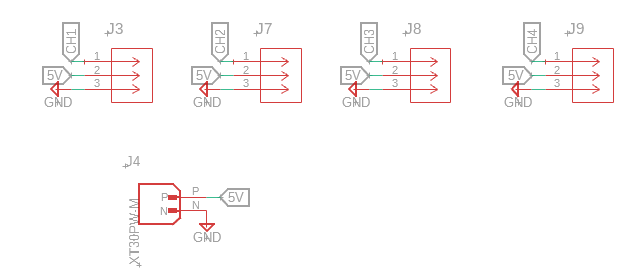 J3 J7 J8 J9
CH1 CH2 CH3 CH4
1 1 1 1
5V 2 5V 2 5V 2 5V 2
3 3 3 3
GND GND GND GND
J4
P P 5V
N N
XT30PW-M GND